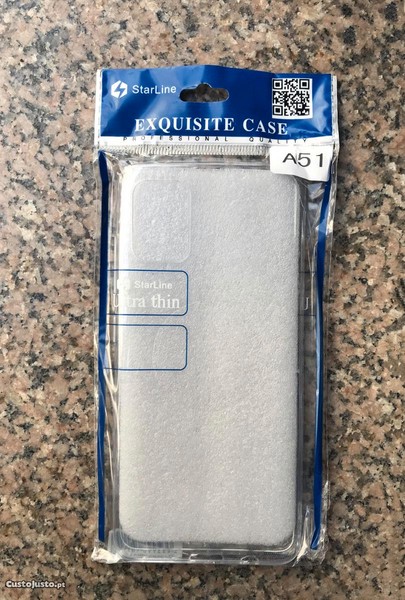 StarLine
EXQUISITE CASE
PROFESSIONAL QUALITY
A51
StarLine
Ultra thin
CustoJusto.pt